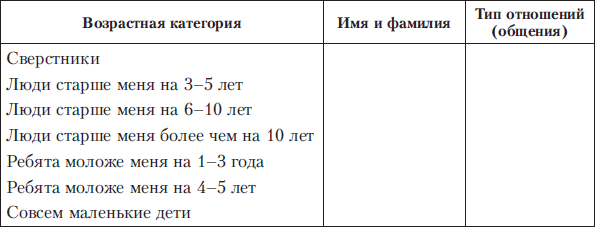 Возрастная категория Имя и фамилия Тип отношений
(общения)
Сверстники
Люди старше меня на 3–5 лет
Люди старше меня на 6–10 лет
Люди старше меня более чем на 10 лет
Ребята моложе меня на 1–3 года
Ребята моложе меня на 4–5 лет
Совсем маленькие дети